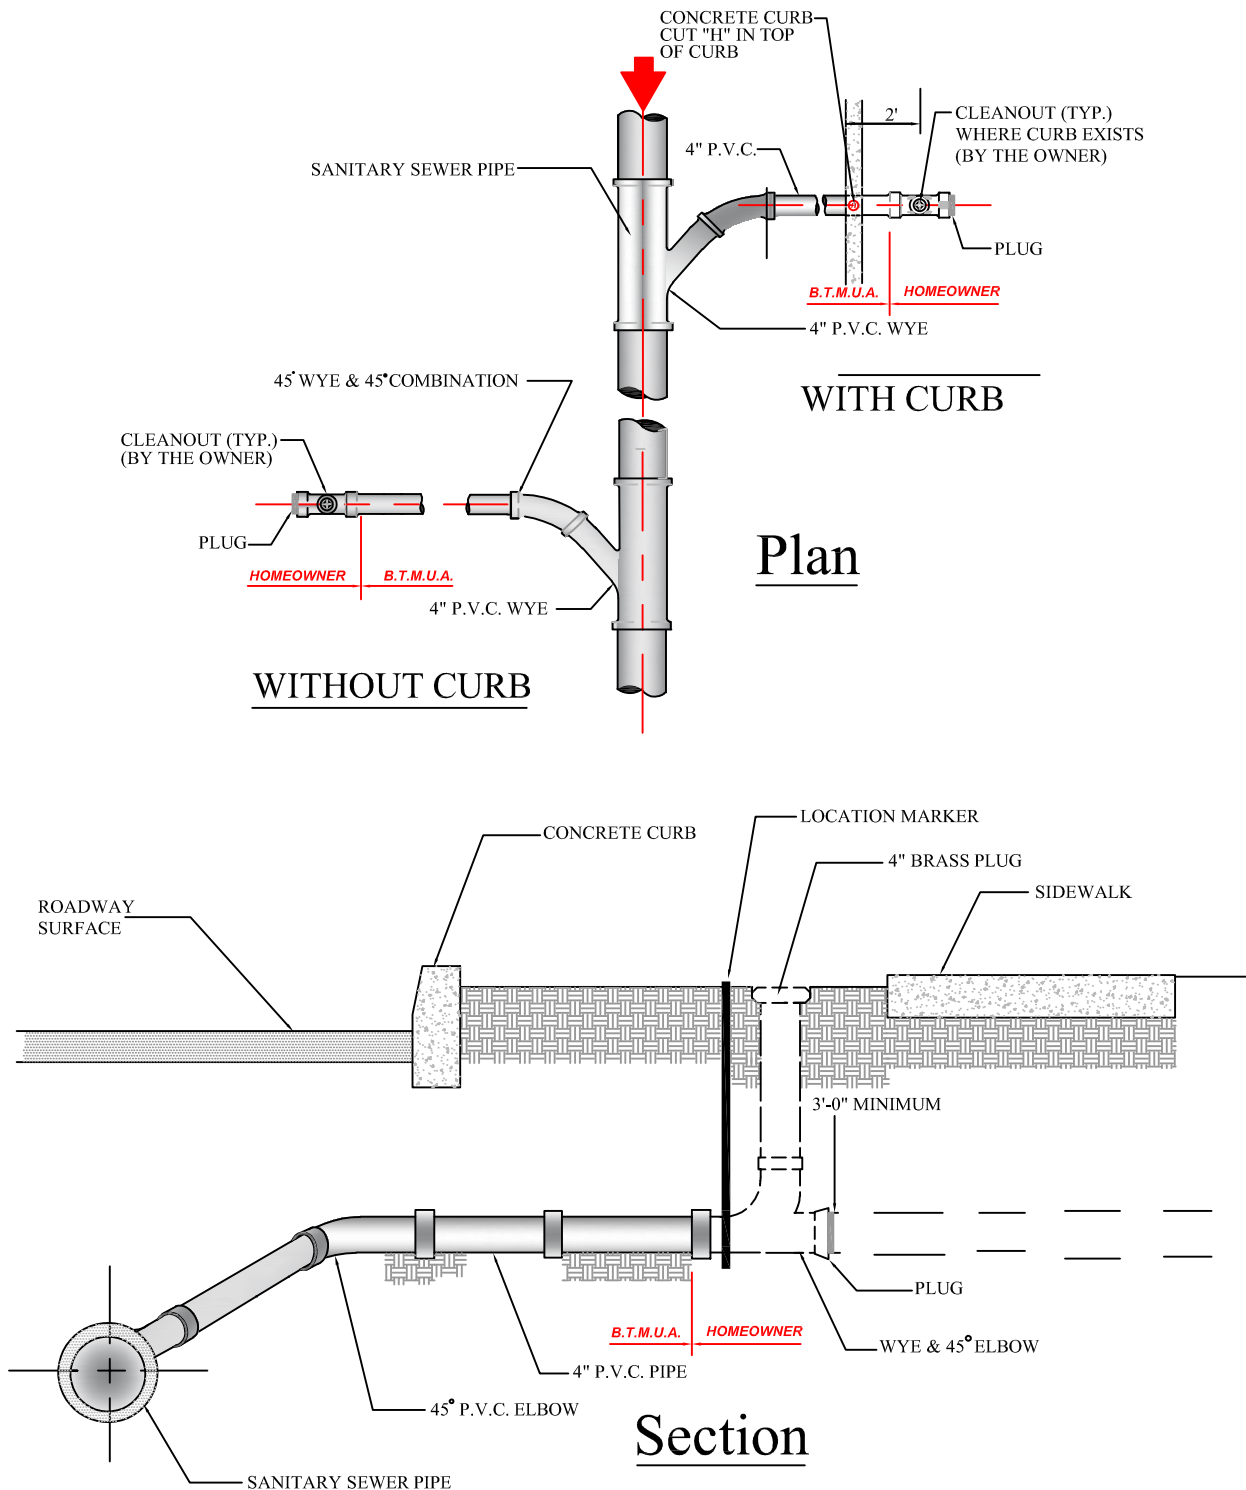 CONCRETE CURB
CUT "H" IN TOP
OF CURB
2'
CLEANOUT (TYP.)
WHERE CURB EXISTS
(BY THE OWNER)
4" P.V.C.
SANITARY SEWER PIPE
PLUG
B.T.M.U.A.
HOMEOWNER
4" P.V.C. WYE
45° WYE & 45° COMBINATION
WITH CURB
CLEANOUT (TYP.)
(BY THE OWNER)
PLUG
HOMEOWNER
B.T.M.U.A.
4" P.V.C. WYE
Plan
WITHOUT CURB
LOCATION MARKER
CONCRETE CURB
4" BRASS PLUG
SIDEWALK
ROADWAY
SURFACE
3'-0" MINIMUM
PLUG
B.T.M.U.A.
HOMEOWNER
WYE & 45° ELBOW
4" P.V.C. PIPE
45° P.V.C. ELBOW
Section
SANITARY SEWER PIPE